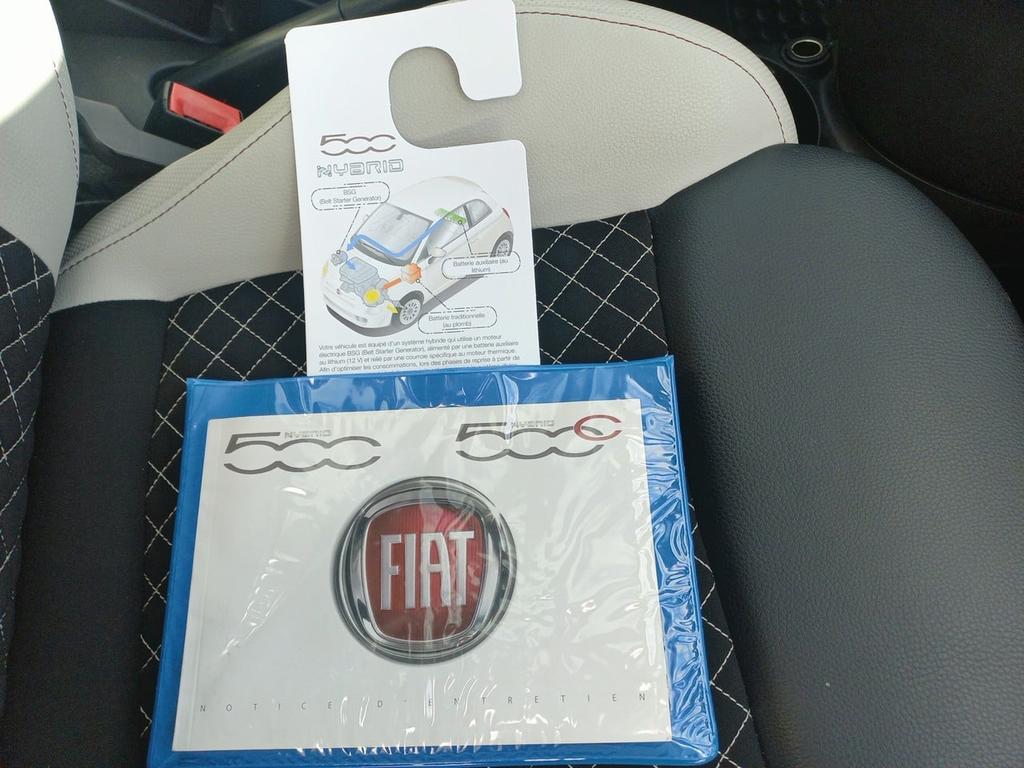 500
HYBRID
BSG
(Belt Starter Generator)
Batterie auxiliaire (au
lithium)
Batterie traditionnelle
(au plomb)
Votre véhicule est équipé d'un système hybride qui utilise un moteur
électrique BSG (Belt Starter Generator), alimenté par une batterie auxiliaire
au lithium (12 V) et relié par une courroie spécifique au moteur thermique.
Afin d'optimiser les consommations, lors des phases de reprise à partir de
HYBRID HYBRID
500 500C
FIAT
NOTICE D'ENTRETIEN